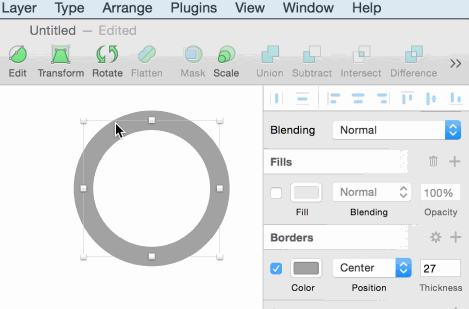 Layer Type Arrange Plugins View Window Help
Untitled — Edited
Edit Transform Rotate Flatten Mask Scale Union Subtract Intersect Difference
Blending Normal
Fills
Normal 100%
Fill Blending Opacity
Borders
Center 27
Color Position Thickness